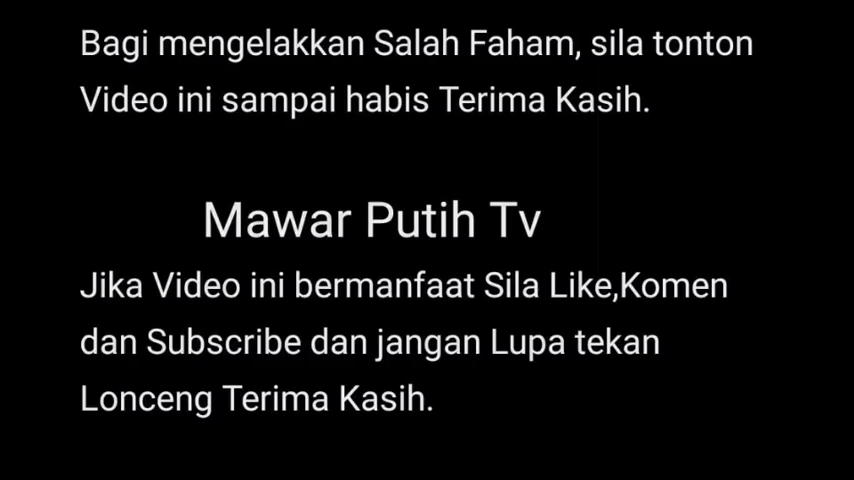 Bagi mengelakkan Salah Faham, sila tonton
Video ini sampai habis Terima Kasih.
Mawar Putih Tv
Jika Video ini bermanfaat Sila Like,Komen
dan Subscribe dan jangan Lupa tekan
Lonceng Terima Kasih.